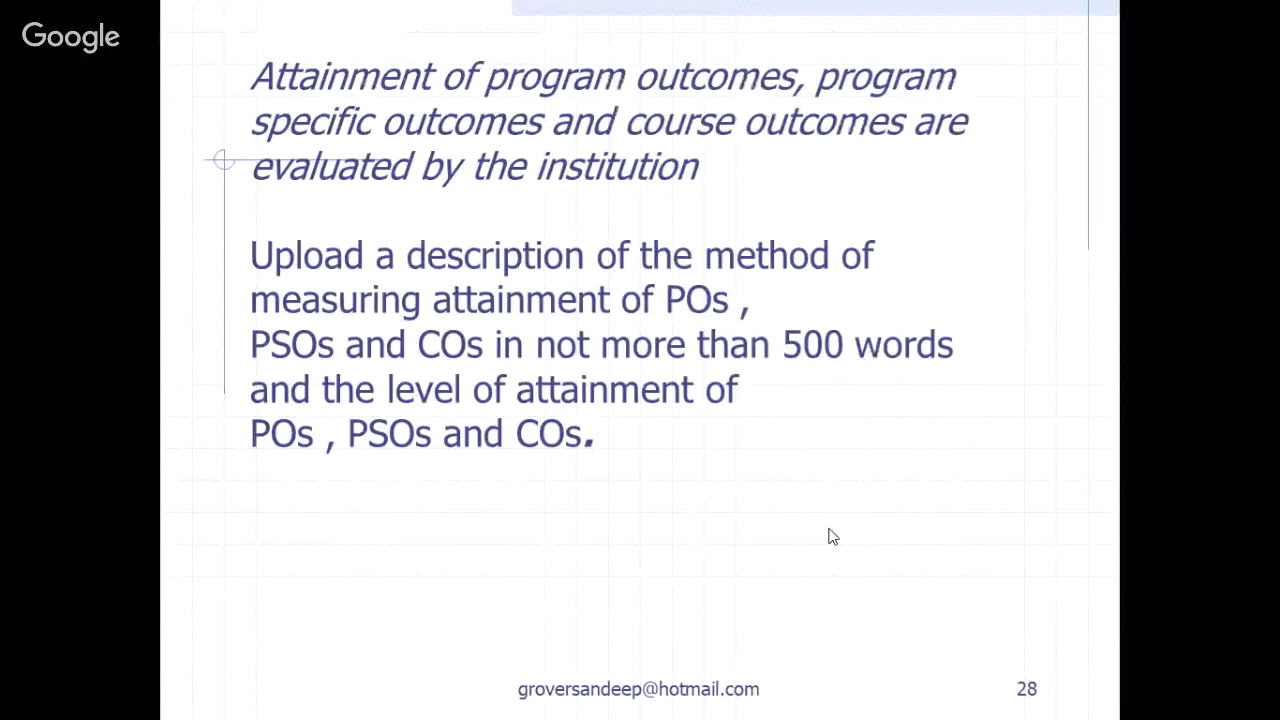 Google
Attainment of program outcomes, program
specific outcomes and course outcomes are
evaluated by the institution
Upload a description of the method of
measuring attainment of POs ,
PSOs and COs in not more than 500 words
and the level of attainment of
POs , PSOs and COs.
groversandeep@hotmail.com
28